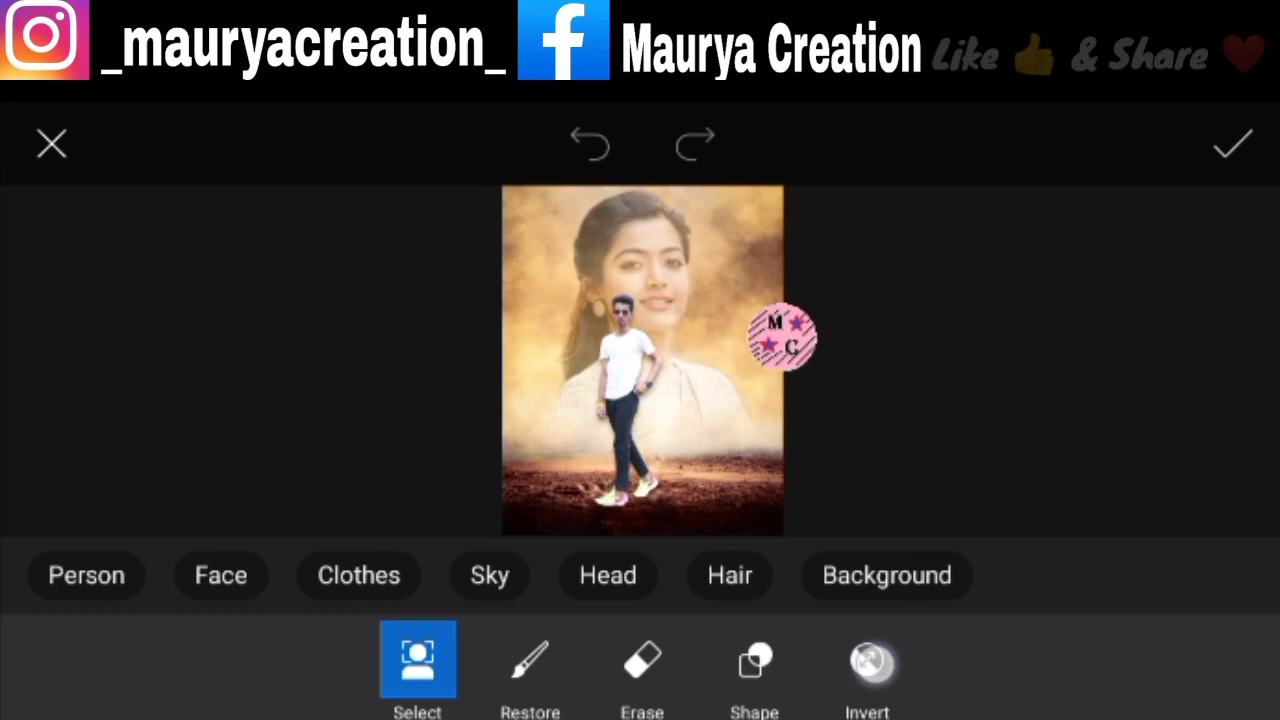 _mauryacreation_ Maurya Creation Like 👍 & Share ❤️
M
C
Person Face Clothes Sky Head Hair Background
Select Restore Erase Shape Invert